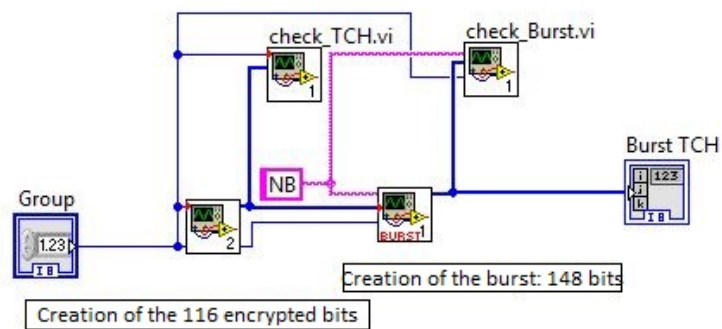 check_TCH.vi
check_Burst.vi
1
1
Burst TCH
i
j
k
123
I8
NB
Group
1.23
I8
2
BURST
1
Creation of the burst: 148 bits
Creation of the 116 encrypted bits